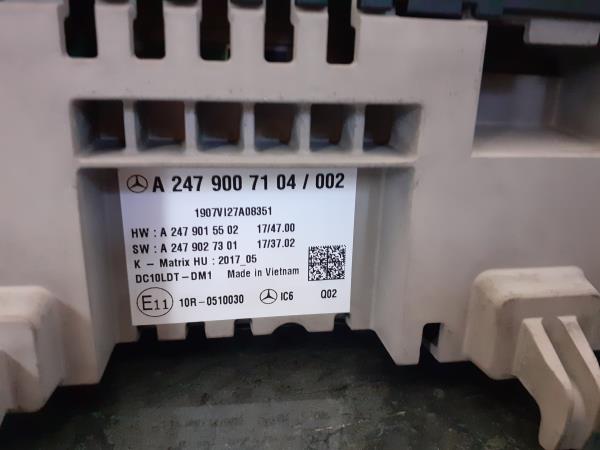 A 247 900 71 04 / 002
1907VI27A08351
HW : A 247 901 55 02 17/47.00
SW : A 247 902 73 01 17/37.02
K - Matrix HU : 2017_05
DC10LDT-DM1 Made in Vietnam
E11 10R-0510030 IC6 Q02